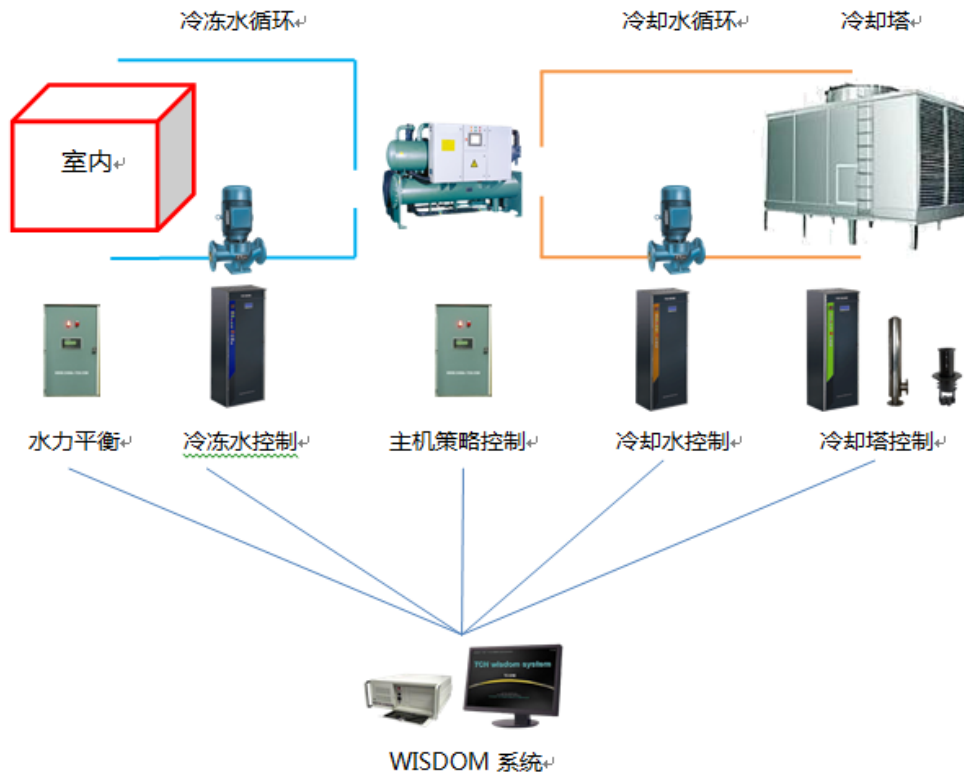 冷冻水循环
冷却水循环
冷却塔
室内
水力平衡
冷冻水控制
主机策略控制
冷却水控制
冷却塔控制
TCH wisdom system
WISDOM 系统